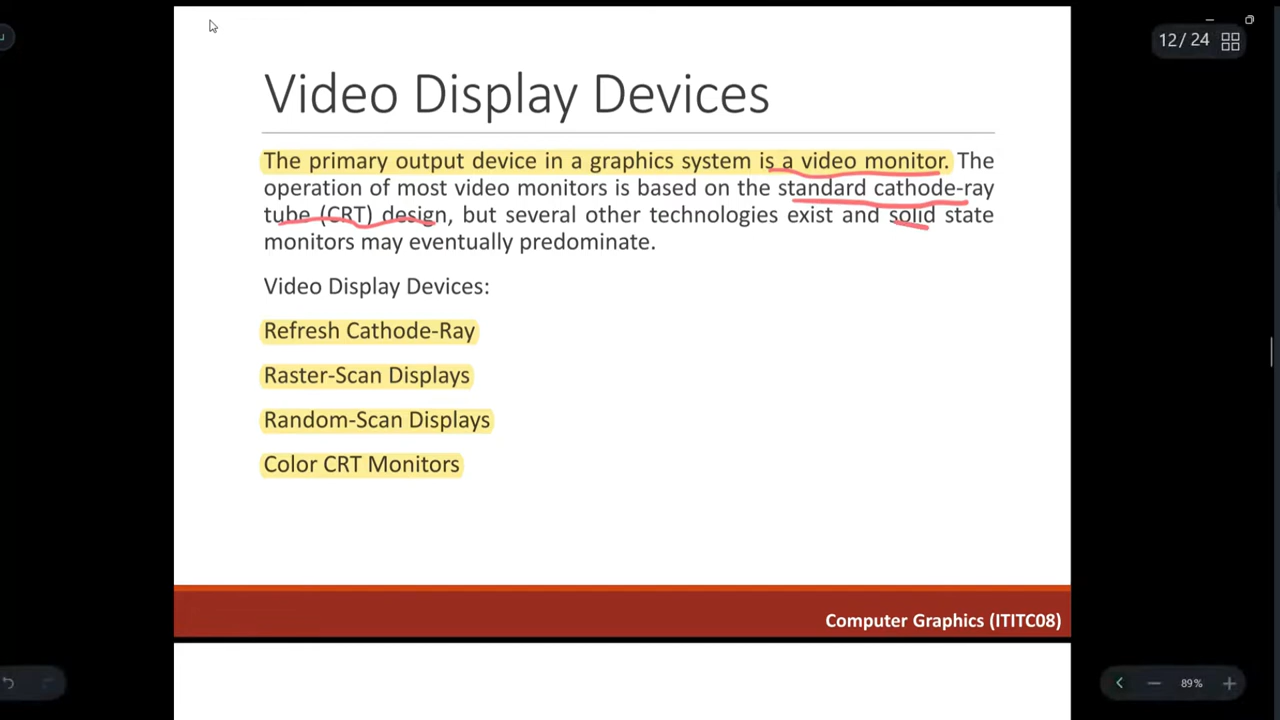 12/ 24
Video Display Devices
The primary output device in a graphics system is a video monitor. The
operation of most video monitors is based on the standard cathode-ray
tube (CRT) design, but several other technologies exist and solid state
monitors may eventually predominate.
Video Display Devices:
Refresh Cathode-Ray
Raster-Scan Displays
Random-Scan Displays
Color CRT Monitors
Computer Graphics (ITITC08)
89%